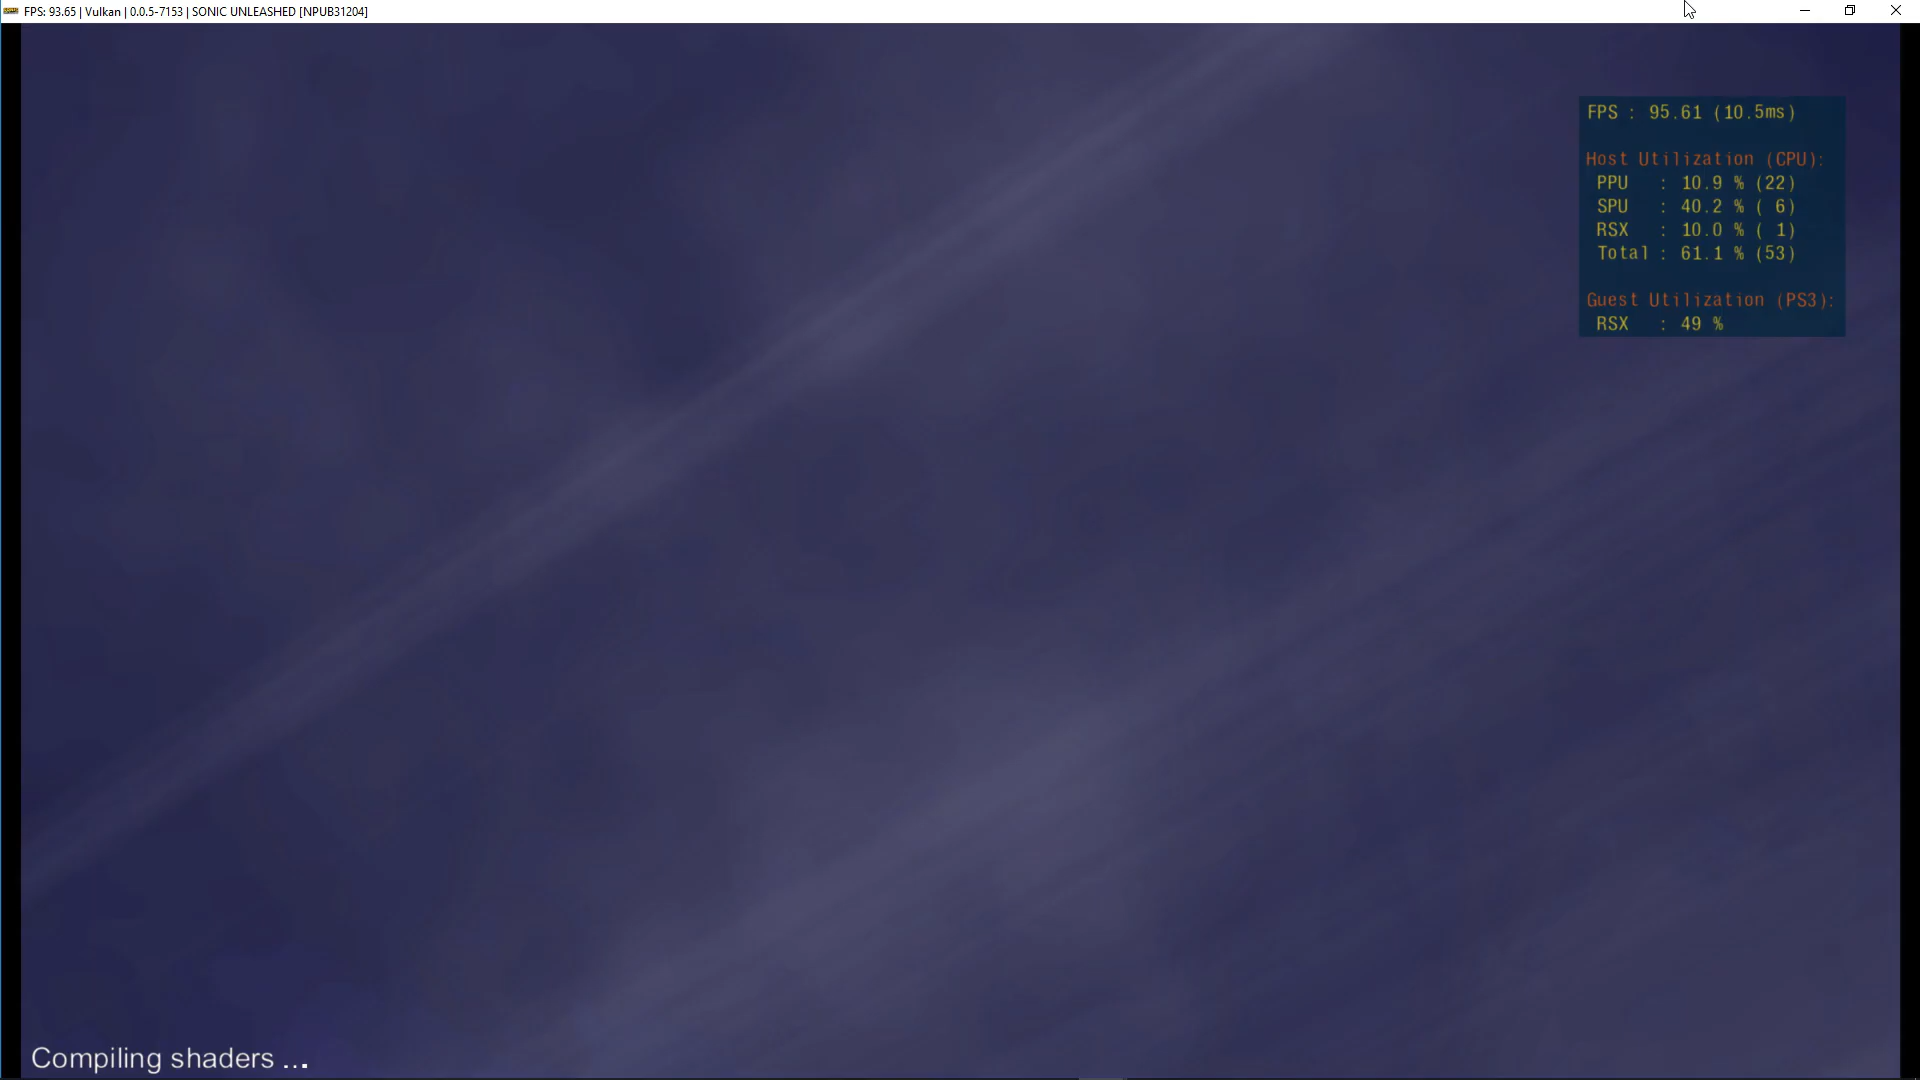 FPS: 93.65 | Vulkan | 0.0.5-7153 | SONIC UNLEASHED [NPUB31204]
FPS : 95.61 (10.5ms)
Host Utilization (CPU):
PPU : 10.9 % (22)
SPU : 40.2 % ( 6)
RSX : 10.0 % ( 1)
Total : 61.1 % (53)
Guest Utilization (PS3):
RSX : 49 %
Compiling shaders ...